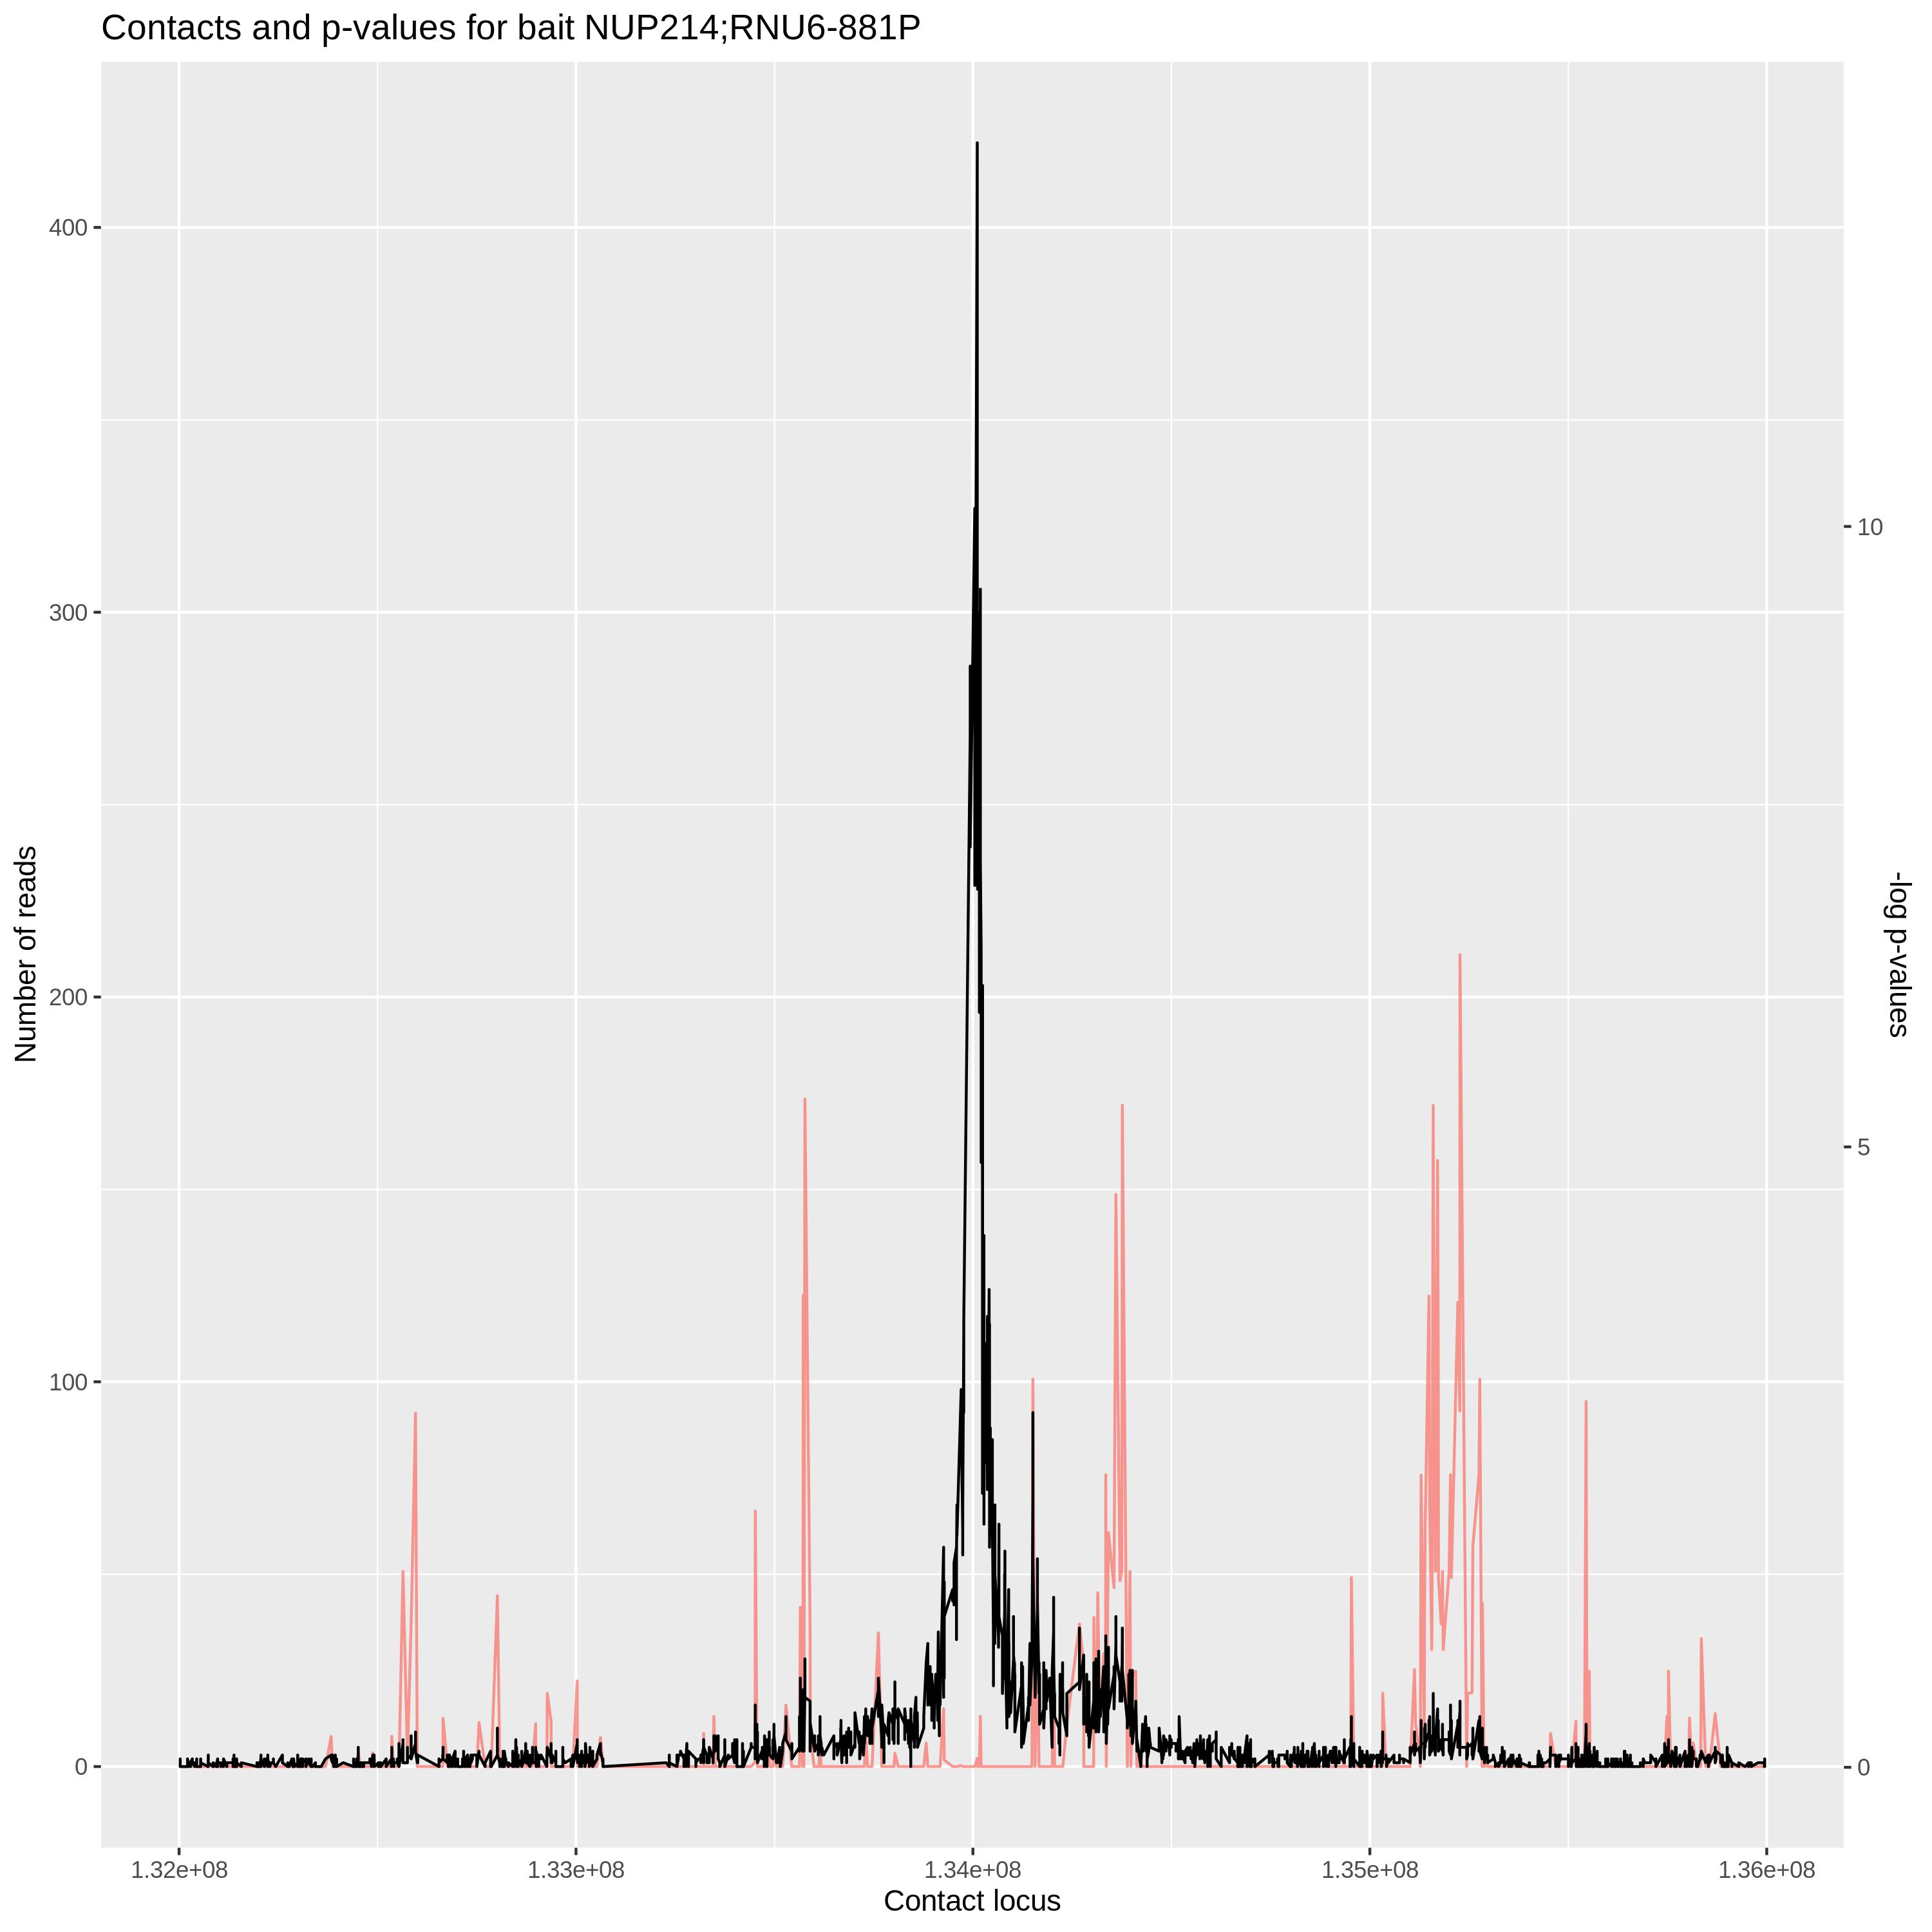 Contacts and p-values for bait NUP214;RNU6-881P
Number of reads
400
300
200
100
0
-log p-values
10
5
0
1.32e+08 1.33e+08 1.34e+08 1.35e+08 1.36e+08
Contact locus